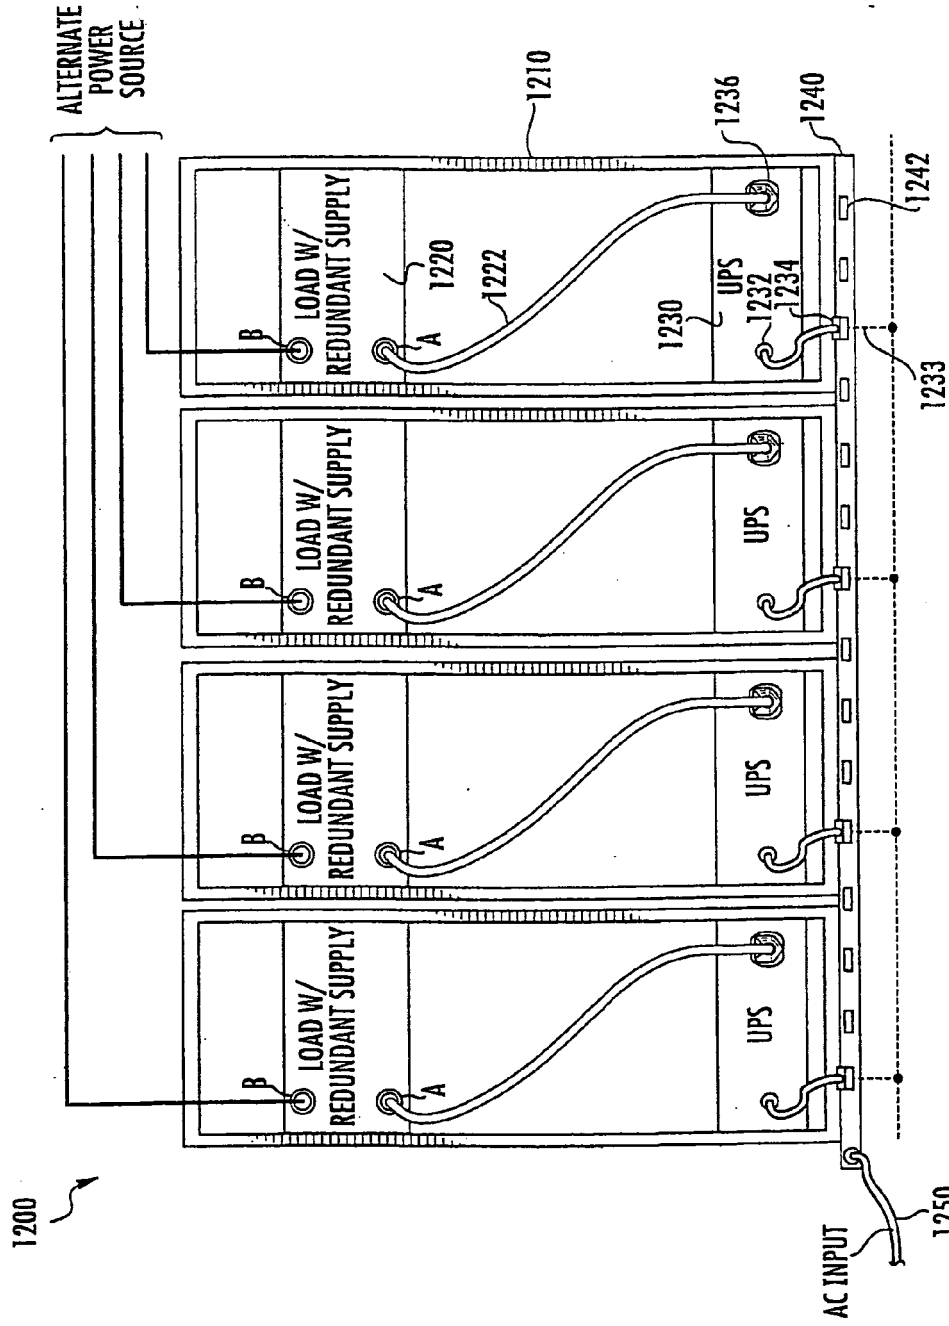 1200
ALTERNATE
POWER
SOURCE
B
LOAD W/
REDUNDANT SUPPLY
A
UPS
B
LOAD W/
REDUNDANT SUPPLY
A
UPS
B
LOAD W/
REDUNDANT SUPPLY
A
UPS
B
LOAD W/
REDUNDANT SUPPLY
A
UPS
1210
1220
1222
1230
1232
1234
1236
1240
1242
1233
AC INPUT
1250